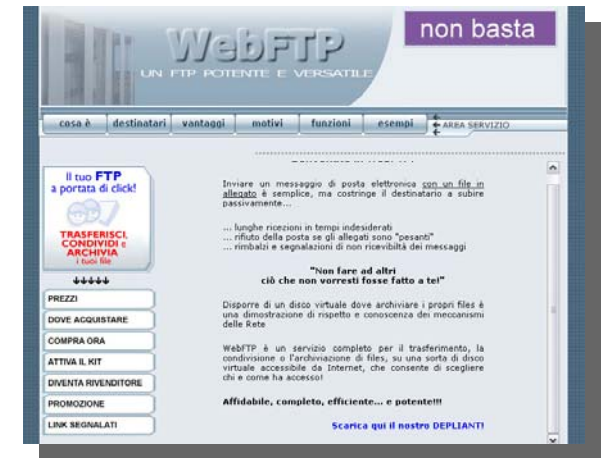 non basta
WebFTP
UN FTP POTENTE E VERSATILE
cosa è
destinatari
vantaggi
motivi
funzioni
esempi
AREA SERVIZIO
Il tuo FTP
a portata di click!
TRASFERISCI,
CONDIVIDI e
ARCHIVIA
i tuoi file
PREZZI
DOVE ACQUISTARE
COMPRA ORA
ATTIVA IL KIT
DIVENTA RIVENDITORE
PROMOZIONE
LINK SEGNALATI
Inviare un messaggio di posta elettronica con un file in
allegato è semplice, ma costringe il destinatario a subire
passivamente...
... lunghe ricezioni in tempi indesiderati
... rifiuto della posta se gli allegati sono "pesanti"
... rimbalzi e segnalazioni di non ricevibiltà dei messaggi
"Non fare ad altri
ciò che non vorresti fosse fatto a te!"
Disporre di un disco virtuale dove archiviare i propri files è
una dimostrazione di rispetto e conoscenza dei meccanismi
delle Rete
WebFTP è un servizio completo per il trasferimento, la
condivisione o l'archiviazione di files, su una sorta di disco
virtuale accessibile da Internet, che consente di scegliere
chi e come ha accesso!
Affidabile, completo, efficiente... e potente!!!
Scarica qui il nostro DEPLIANT!